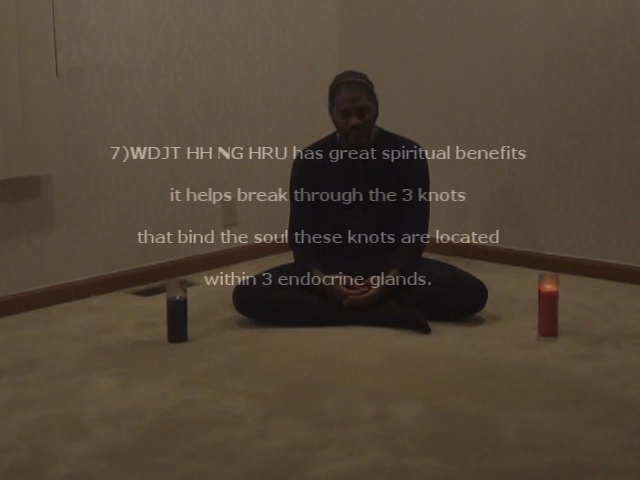 7)WDJT HH NG HRU has great spiritual benefits
it helps break through the 3 knots
that bind the soul these knots are located
within 3 endocrine glands.